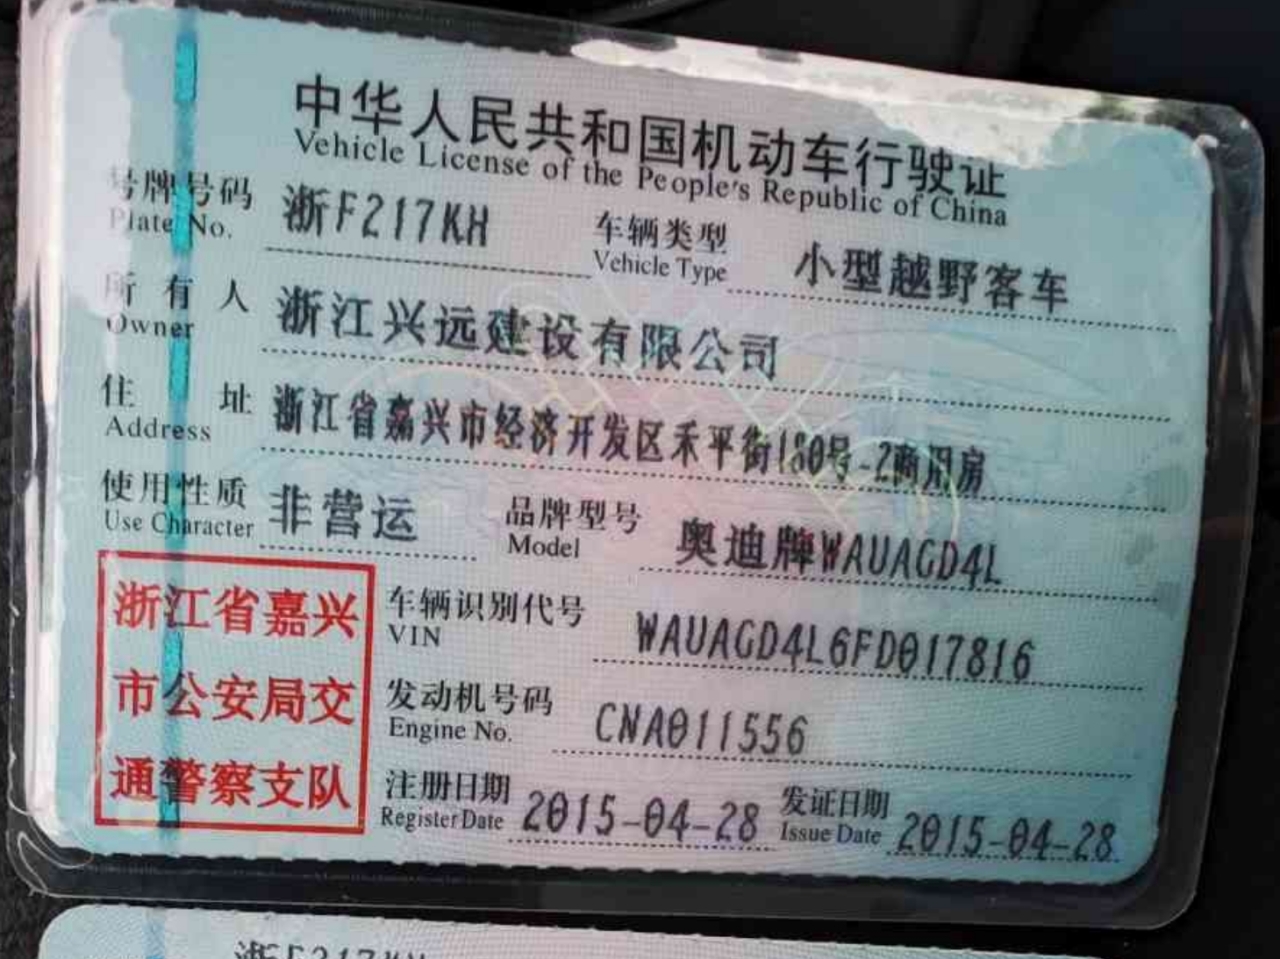 中华人民共和国机动车行驶证
Vehicle License of the People's Republic of China
号牌号码 浙F217KH 车辆类型 小型越野客车
Plate No. Vehicle Type
所有人 浙江兴远建设有限公司
Owner
住址 浙江省嘉兴市经济开发区禾平街180号-2商用房
Address
使用性质 非营运 品牌型号 奥迪牌WAUAGD4L
Use Character Model
浙江省嘉兴
市公安局交
通警察支队
车辆识别代号 WAUAGD4L6FD017816
VIN
发动机号码 CNA011556
Engine No.
注册日期 2015-04-28 发证日期 2015-04-28
Register Date Issue Date
浙F217KH